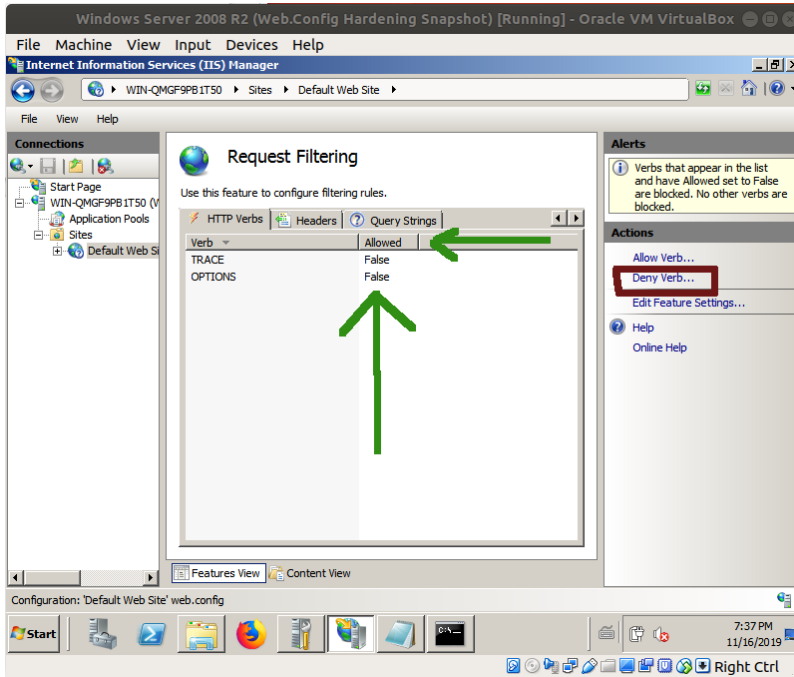 Windows Server 2008 R2 (Web.Config Hardening Snapshot) [Running] - Oracle VM VirtualBox
File Machine View Input Devices Help
Internet Information Services (IIS) Manager
WIN-QMGF9PB1T50 Sites Default Web Site
File View Help
Connections
Start Page
WIN-QMGF9PB1T50 (W
Application Pools
Sites
Default Web Si
Request Filtering
Use this feature to configure filtering rules.
HTTP Verbs Headers Query Strings
Verb Allowed
TRACE False
OPTIONS False
Features View Content View
Alerts
Verbs that appear in the list
and have Allowed set to False
are blocked. No other verbs are
blocked.
Actions
Allow Verb...
Deny Verb...
Edit Feature Settings...
Help
Online Help
Configuration: 'Default Web Site' web.config
Start
7:37 PM
11/16/2019
Right Ctrl